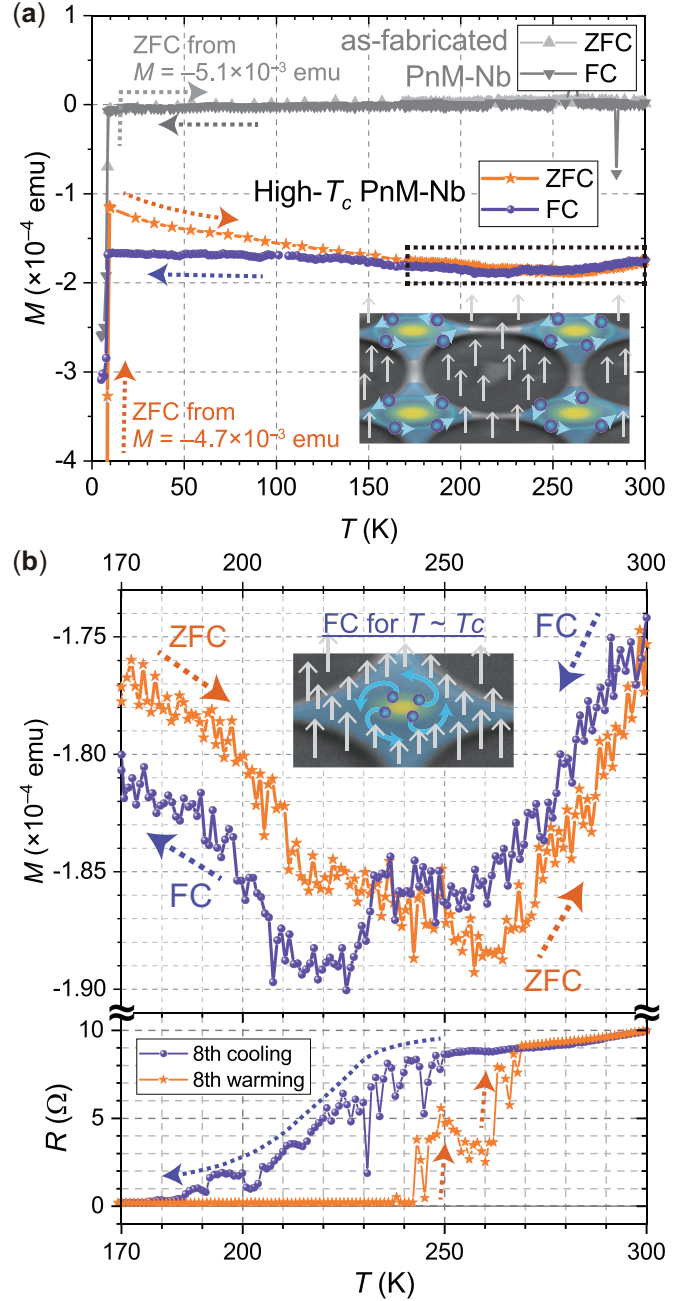 (a)
ZFC from
M = −5.1×10⁻³ emu
as-fabricated
PnM-Nb
ZFC
FC
High-Tc PnM-Nb
ZFC
FC
ZFC from
M = −4.7×10⁻³ emu
M (×10⁻⁴ emu)
0
-1
-2
-3
-4
0 50 100 150 200 250 300
T (K)
(b)
170 200 250 300
ZFC
FC for T ~ Tc
FC
FC
ZFC
M (×10⁻⁴ emu)
-1.75
-1.80
-1.85
-1.90
8th cooling
8th warming
R (Ω)
10
5
0
170 200 250 300
T (K)